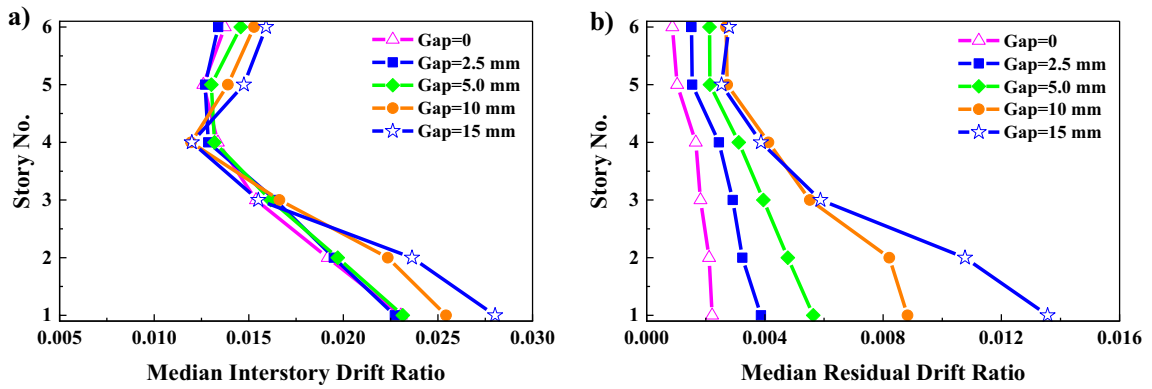 a)
6
5
4
3
2
1
Story No.
Gap=0
Gap=2.5 mm
Gap=5.0 mm
Gap=10 mm
Gap=15 mm
0.005 0.010 0.015 0.020 0.025 0.030
Median Interstory Drift Ratio
b)
6
5
4
3
2
1
Story No.
Gap=0
Gap=2.5 mm
Gap=5.0 mm
Gap=10 mm
Gap=15 mm
0.000 0.004 0.008 0.012 0.016
Median Residual Drift Ratio